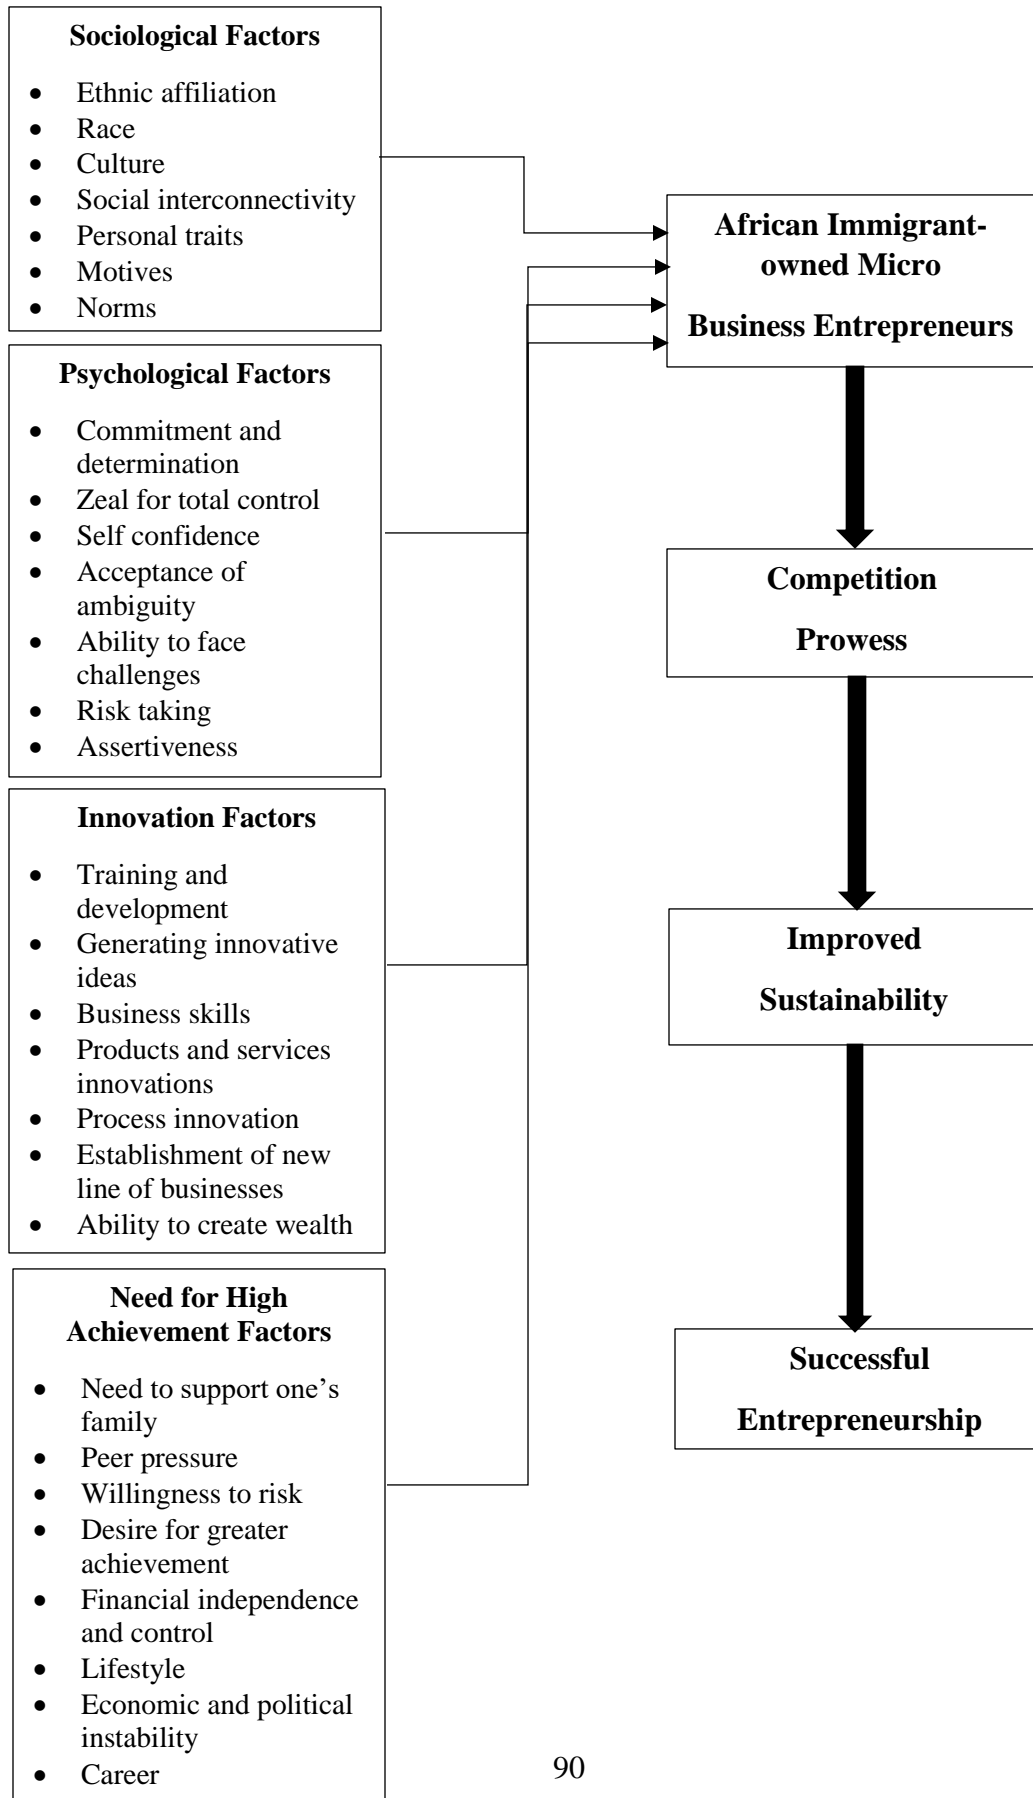 Sociological Factors
• Ethnic affiliation
• Race
• Culture
• Social interconnectivity
• Personal traits
• Motives
• Norms
Psychological Factors
• Commitment and
determination
• Zeal for total control
• Self confidence
• Acceptance of
ambiguity
• Ability to face
challenges
• Risk taking
• Assertiveness
Innovation Factors
• Training and
development
• Generating innovative
ideas
• Business skills
• Products and services
innovations
• Process innovation
• Establishment of new
line of businesses
• Ability to create wealth
Need for High
Achievement Factors
• Need to support one’s
family
• Peer pressure
• Willingness to risk
• Desire for greater
achievement
• Financial independence
and control
• Lifestyle
• Economic and political
instability
• Career
African Immigrant-
owned Micro
Business Entrepreneurs
Competition
Prowess
Improved
Sustainability
Successful
Entrepreneurship
90